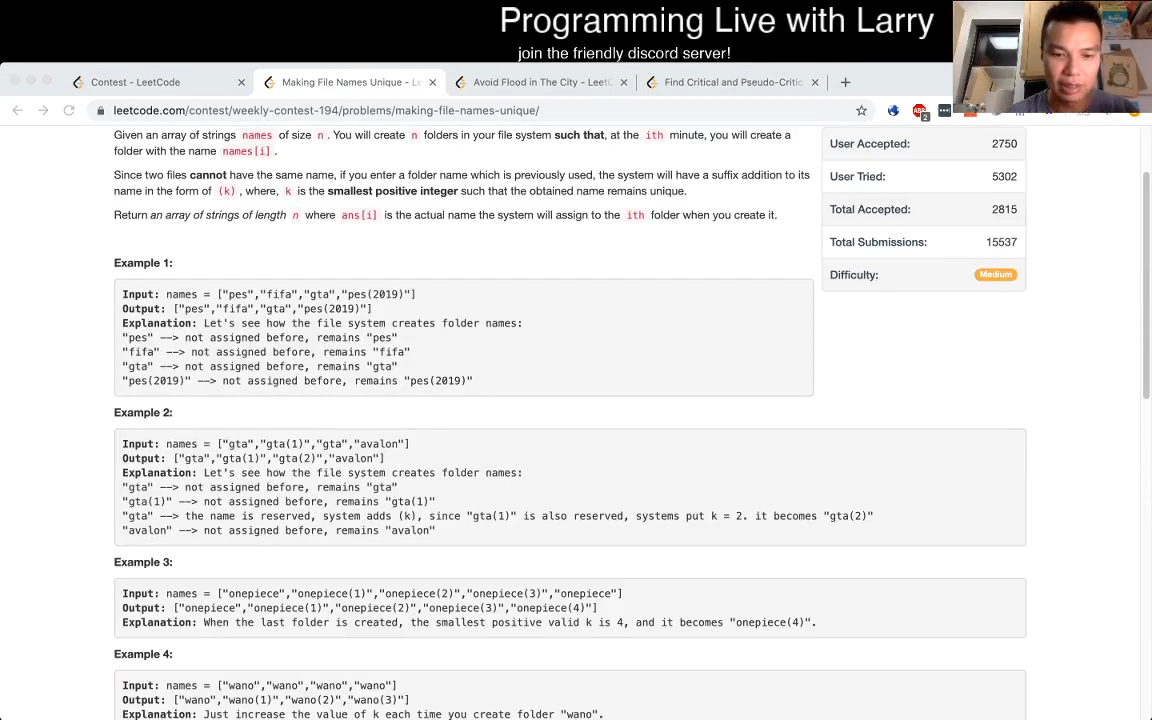 Programming Live with Larry
join the friendly discord server!
Contest - LeetCode
Making File Names Unique - L
Avoid Flood in The City - LeetC
Find Critical and Pseudo-Critic
leetcode.com/contest/weekly-contest-194/problems/making-file-names-unique/
Given an array of strings names of size n. You will create n folders in your file system such that, at the ith minute, you will create a
folder with the name names[i].
Since two files cannot have the same name, if you enter a folder name which is previously used, the system will have a suffix addition to its
name in the form of (k), where, k is the smallest positive integer such that the obtained name remains unique.
Return an array of strings of length n where ans[i] is the actual name the system will assign to the ith folder when you create it.
User Accepted: 2750
User Tried: 5302
Total Accepted: 2815
Total Submissions: 15537
Difficulty: Medium
Example 1:
Input: names = ["pes","fifa","gta","pes(2019)"]
Output: ["pes","fifa","gta","pes(2019)"]
Explanation: Let's see how the file system creates folder names:
"pes" --> not assigned before, remains "pes"
"fifa" --> not assigned before, remains "fifa"
"gta" --> not assigned before, remains "gta"
"pes(2019)" --> not assigned before, remains "pes(2019)"
Example 2:
Input: names = ["gta","gta(1)","gta","avalon"]
Output: ["gta","gta(1)","gta(2)","avalon"]
Explanation: Let's see how the file system creates folder names:
"gta" --> not assigned before, remains "gta"
"gta(1)" --> not assigned before, remains "gta(1)"
"gta" --> the name is reserved, system adds (k), since "gta(1)" is also reserved, systems put k = 2. it becomes "gta(2)"
"avalon" --> not assigned before, remains "avalon"
Example 3:
Input: names = ["onepiece","onepiece(1)","onepiece(2)","onepiece(3)","onepiece"]
Output: ["onepiece","onepiece(1)","onepiece(2)","onepiece(3)","onepiece(4)"]
Explanation: When the last folder is created, the smallest positive valid k is 4, and it becomes "onepiece(4)".
Example 4:
Input: names = ["wano","wano","wano","wano"]
Output: ["wano","wano(1)","wano(2)","wano(3)"]
Explanation: Just increase the value of k each time you create folder "wano".